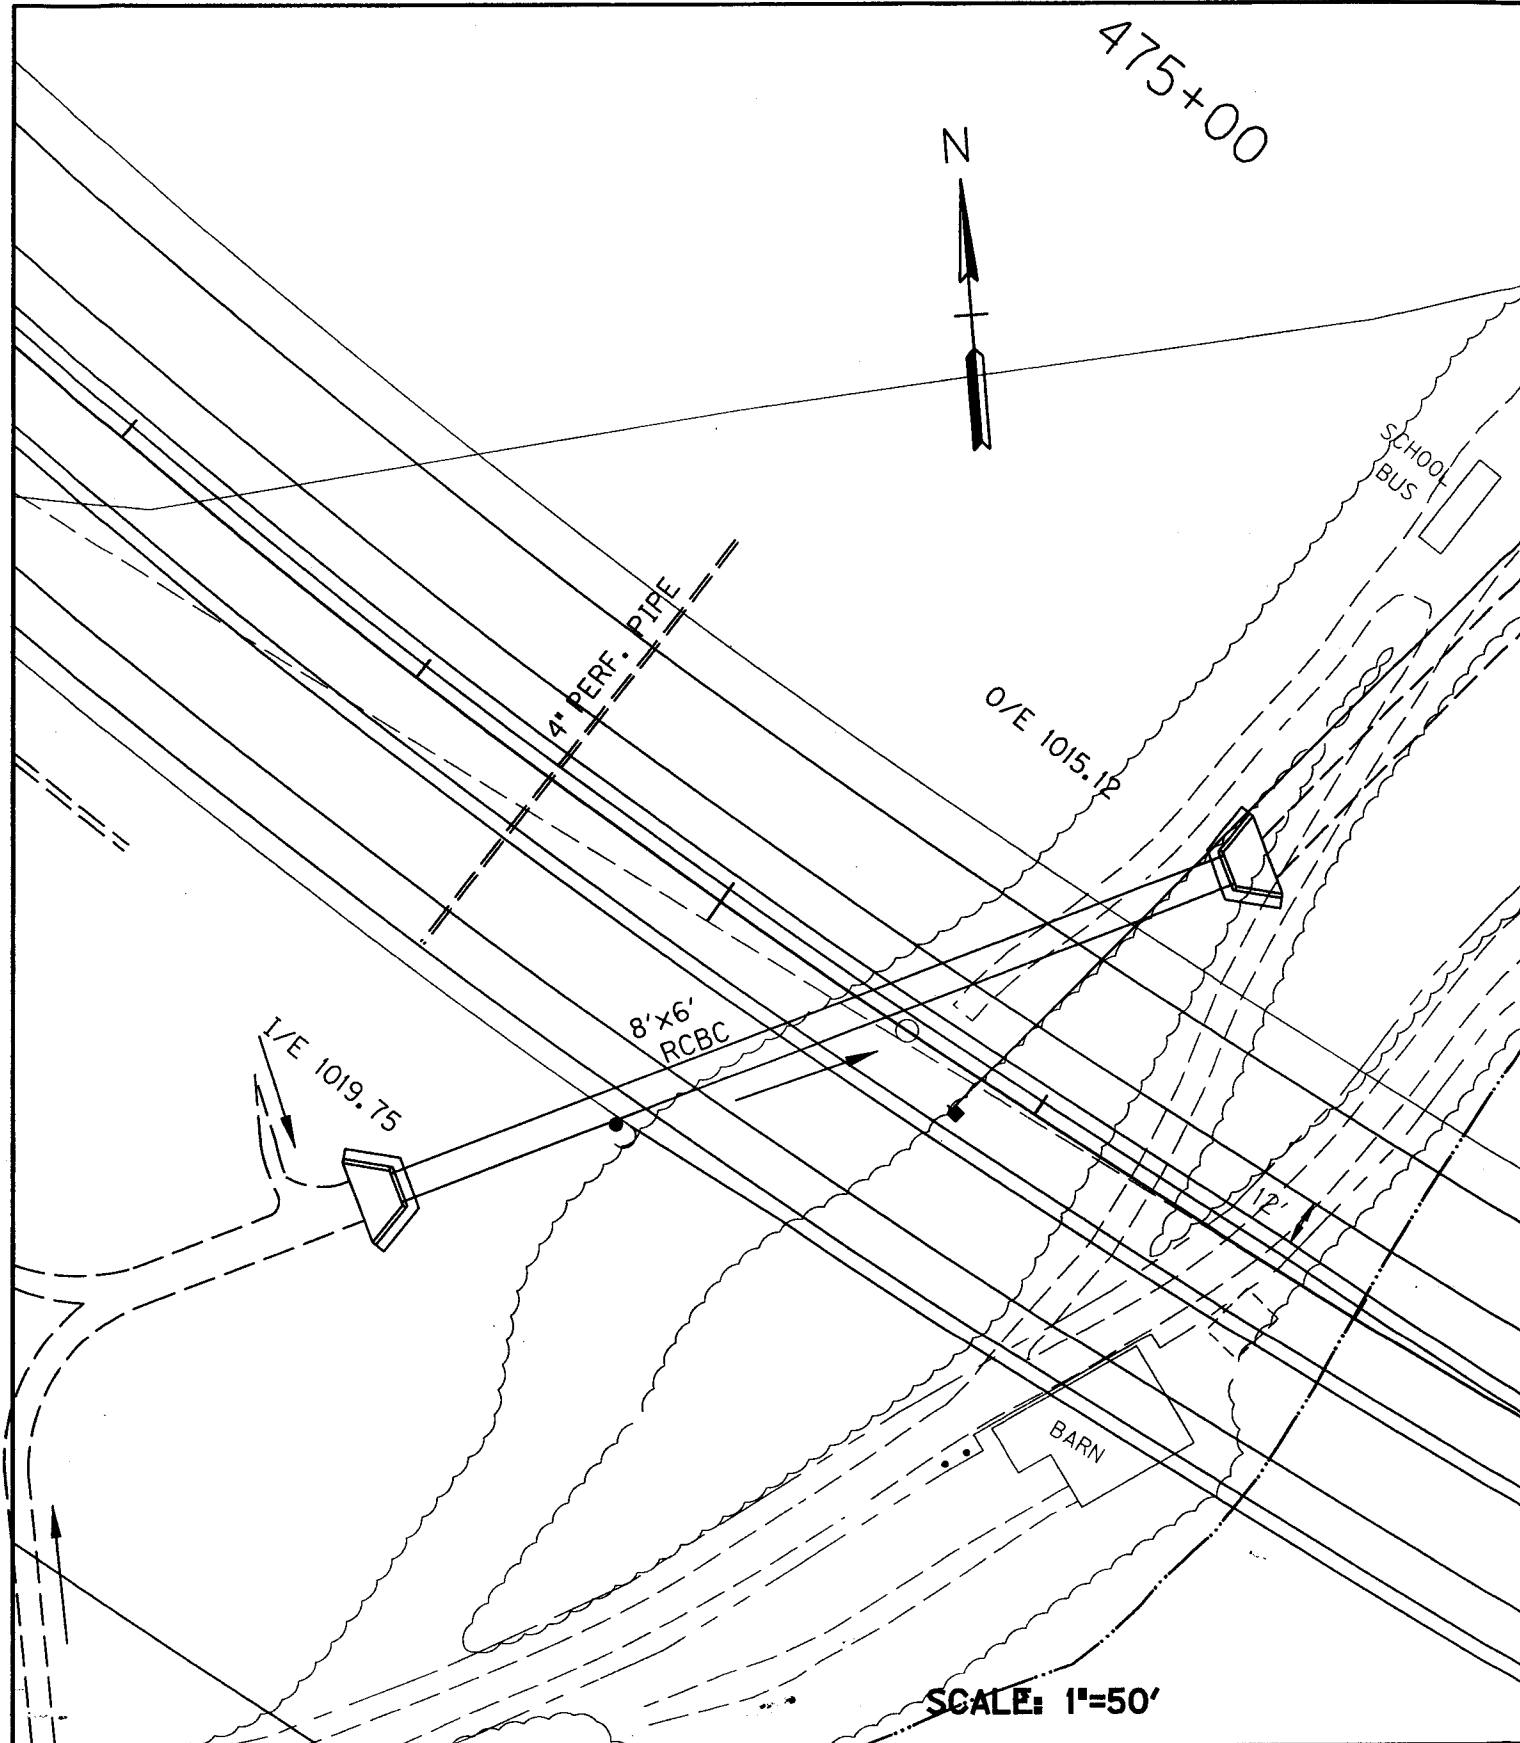 475+00
N
SCHOOL
BUS
4" PERF. PIPE
O/E 1015.12
8'x6'
RCBC
I/E 1019.75
12'
BARN
SCALE: 1"=50'